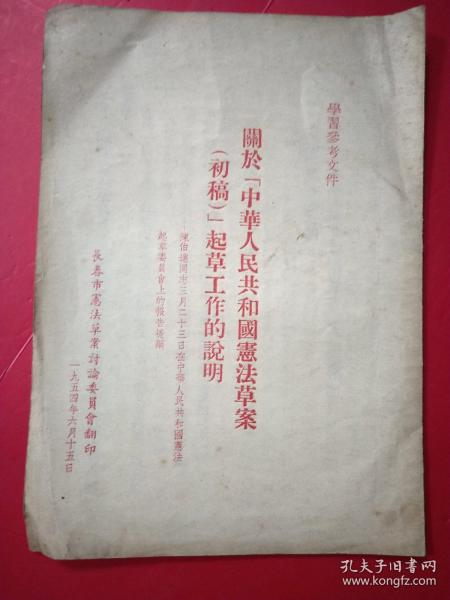 學習參考文件
關於「中華人民共和國憲法草案
（初稿）」起草工作的說明
陳伯達同志三月二十三日在中華人民共和國憲法
起草委員會上的報告
長春市憲法草案討論委員會翻印
一九五四年六月十五日
孔夫子旧书网
www.kongfz.com